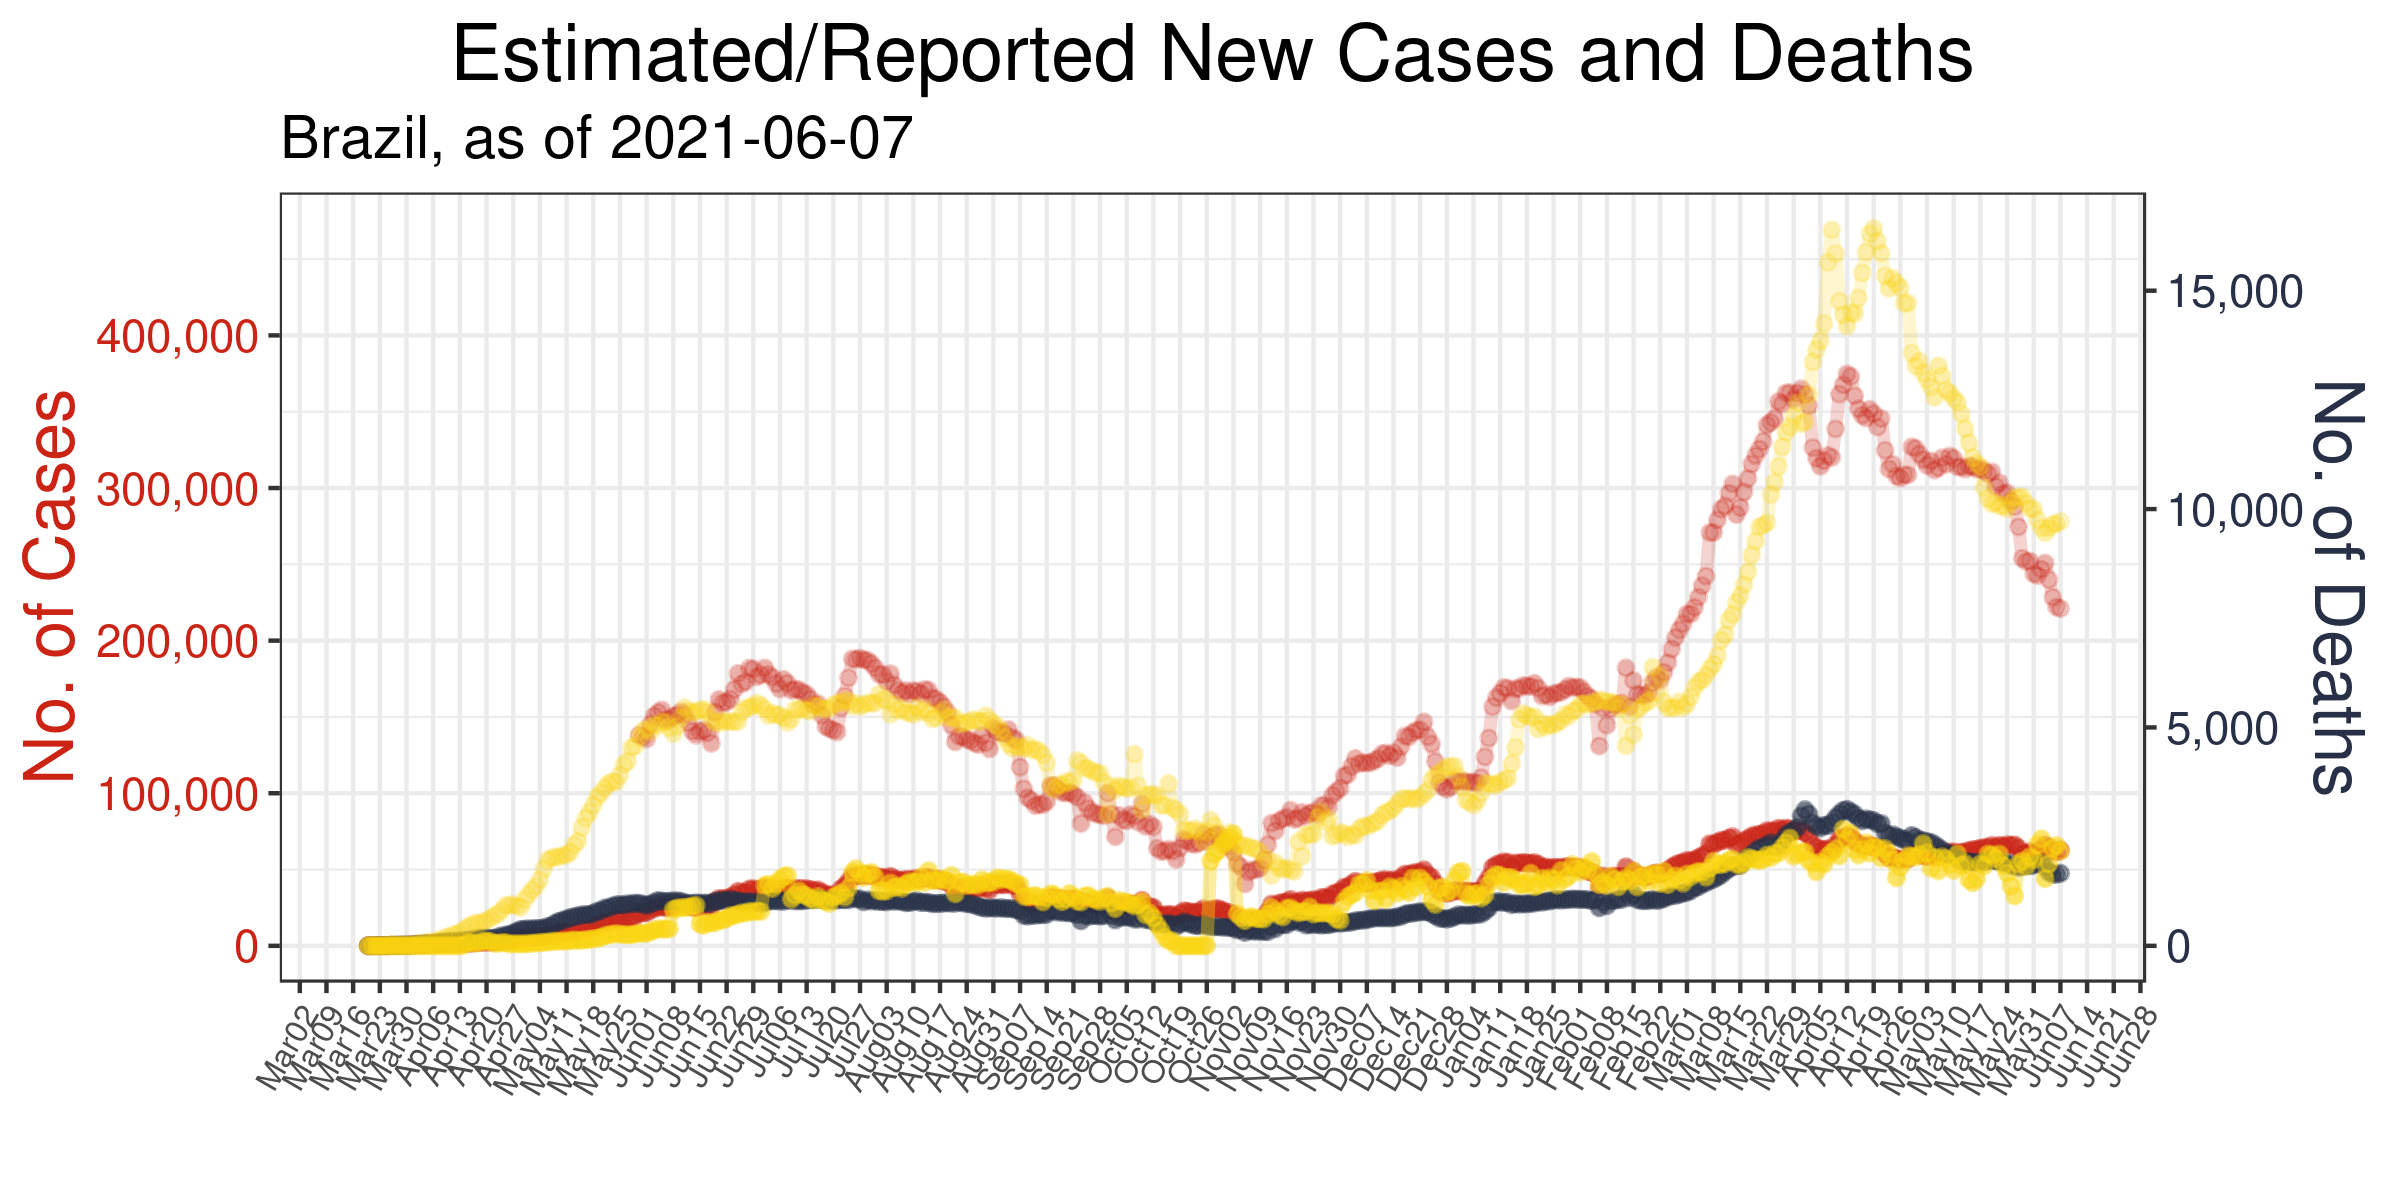 Estimated/Reported New Cases and Deaths
Brazil, as of 2021-06-07
No. of Cases
400,000
300,000
200,000
100,000
0
15,000
10,000
5,000
0
No. of Deaths
Mar02
Mar09
Mar16
Mar23
Mar30
Apr06
Apr13
Apr20
Apr27
May04
May11
May18
May25
Jun01
Jun08
Jun15
Jun22
Jun29
Jul06
Jul13
Jul20
Jul27
Aug03
Aug10
Aug17
Aug24
Aug31
Sep07
Sep14
Sep21
Sep28
Oct05
Oct12
Oct19
Oct26
Nov02
Nov09
Nov16
Nov23
Nov30
Dec07
Dec14
Dec21
Dec28
Jan04
Jan11
Jan18
Jan25
Feb01
Feb08
Feb15
Feb22
Mar01
Mar08
Mar15
Mar22
Mar29
Apr05
Apr12
Apr19
Apr26
May03
May10
May17
May24
May31
Jun07
Jun14
Jun21
Jun28